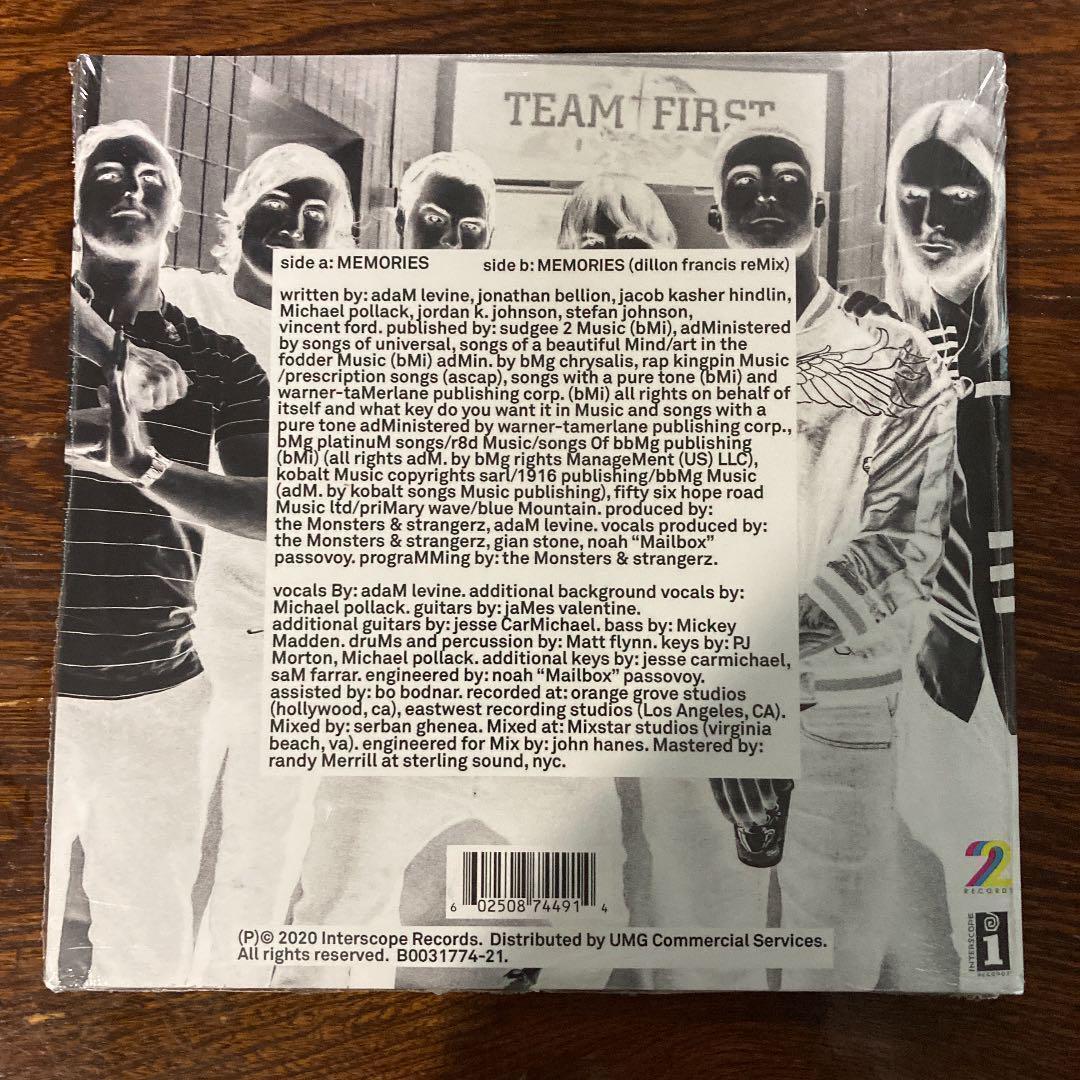 TEAM FIRST
side a: MEMORIES side b: MEMORIES (dillon francis reMix)
written by: adaM levine, jonathan bellion, jacob kasher hindlin,
Michael pollack, jordan k. johnson, stefan johnson,
vincent ford. published by: sudgee 2 Music (bMi), adMinistered
by songs of universal, songs of a beautiful Mind/art in the
fodder Music (bMi) adMin. by bMg chrysalis, rap kingpin Music
/prescription songs (ascap), songs with a pure tone (bMi) and
warner-taMerlane publishing corp. (bMi) all rights on behalf of
itself and what key do you want it in Music and songs with a
pure tone adMinistered by warner-tamerlane publishing corp.,
bMg platinuM songs/r8d Music/songs Of bbMg publishing
(bMi) (all rights adM. by bMg rights ManageMent (US) LLC),
kobalt Music copyrights sarl/1916 publishing/bbMg Music
(adM. by kobalt songs Music publishing), fifty six hope road
Music ltd/priMary wave/blue Mountain. produced by:
the Monsters & strangerz, adaM levine. vocals produced by:
the Monsters & strangerz, gian stone, noah “Mailbox”
passovoy. prograMMing by: the Monsters & strangerz.
vocals By: adaM levine. additional background vocals by:
Michael pollack. guitars by: jaMes valentine.
additional guitars by: jesse CarMichael. bass by: Mickey
Madden. druMs and percussion by: Matt flynn. keys by: PJ
Morton, Michael pollack. additional keys by: jesse carmichael,
saM farrar. engineered by: noah “Mailbox” passovoy.
assisted by: bo bodnar. recorded at: orange grove studios
(hollywood, ca), eastwest recording studios (Los Angeles, CA).
Mixed by: serban ghenea. Mixed at: Mixstar studios (virginia
beach, va). engineered for Mix by: john hanes. Mastered by:
randy Merrill at sterling sound, nyc.
6 02508 74491 4
2
RECORDS
(P)© 2020 Interscope Records. Distributed by UMG Commercial Services.
All rights reserved. B0031774-21.
INTERSCOPE
i
RECORDS